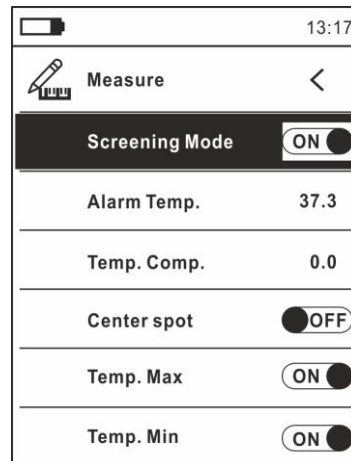 13:17
Measure <
Screening Mode ON
Alarm Temp. 37.3
Temp. Comp. 0.0
Center spot OFF
Temp. Max ON
Temp. Min ON